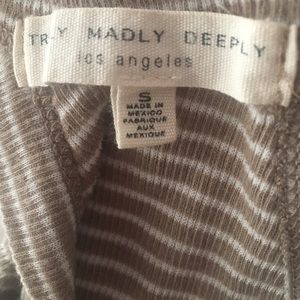 TR Y MADLY DEEPLY
los angeles
S
MADE IN
MEXICO
FABRIQUE
AUX
MEXIQUE